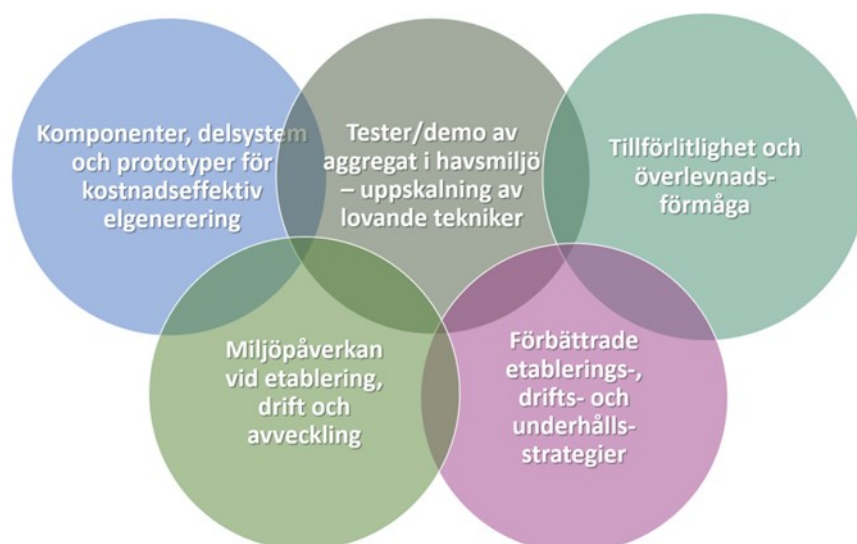 Komponenter, delsystem
och prototyper för
kostnadseffektiv
elgenerering
Tester/demo av
aggregat i havsmiljö
– uppskalning av
lovande tekniker
Tillförlitlighet och
överlevnads-
förmåga
Miljöpåverkan
vid etablering,
drift och
avveckling
Förbättrade
etablerings-,
drifts- och
underhålls-
strategier